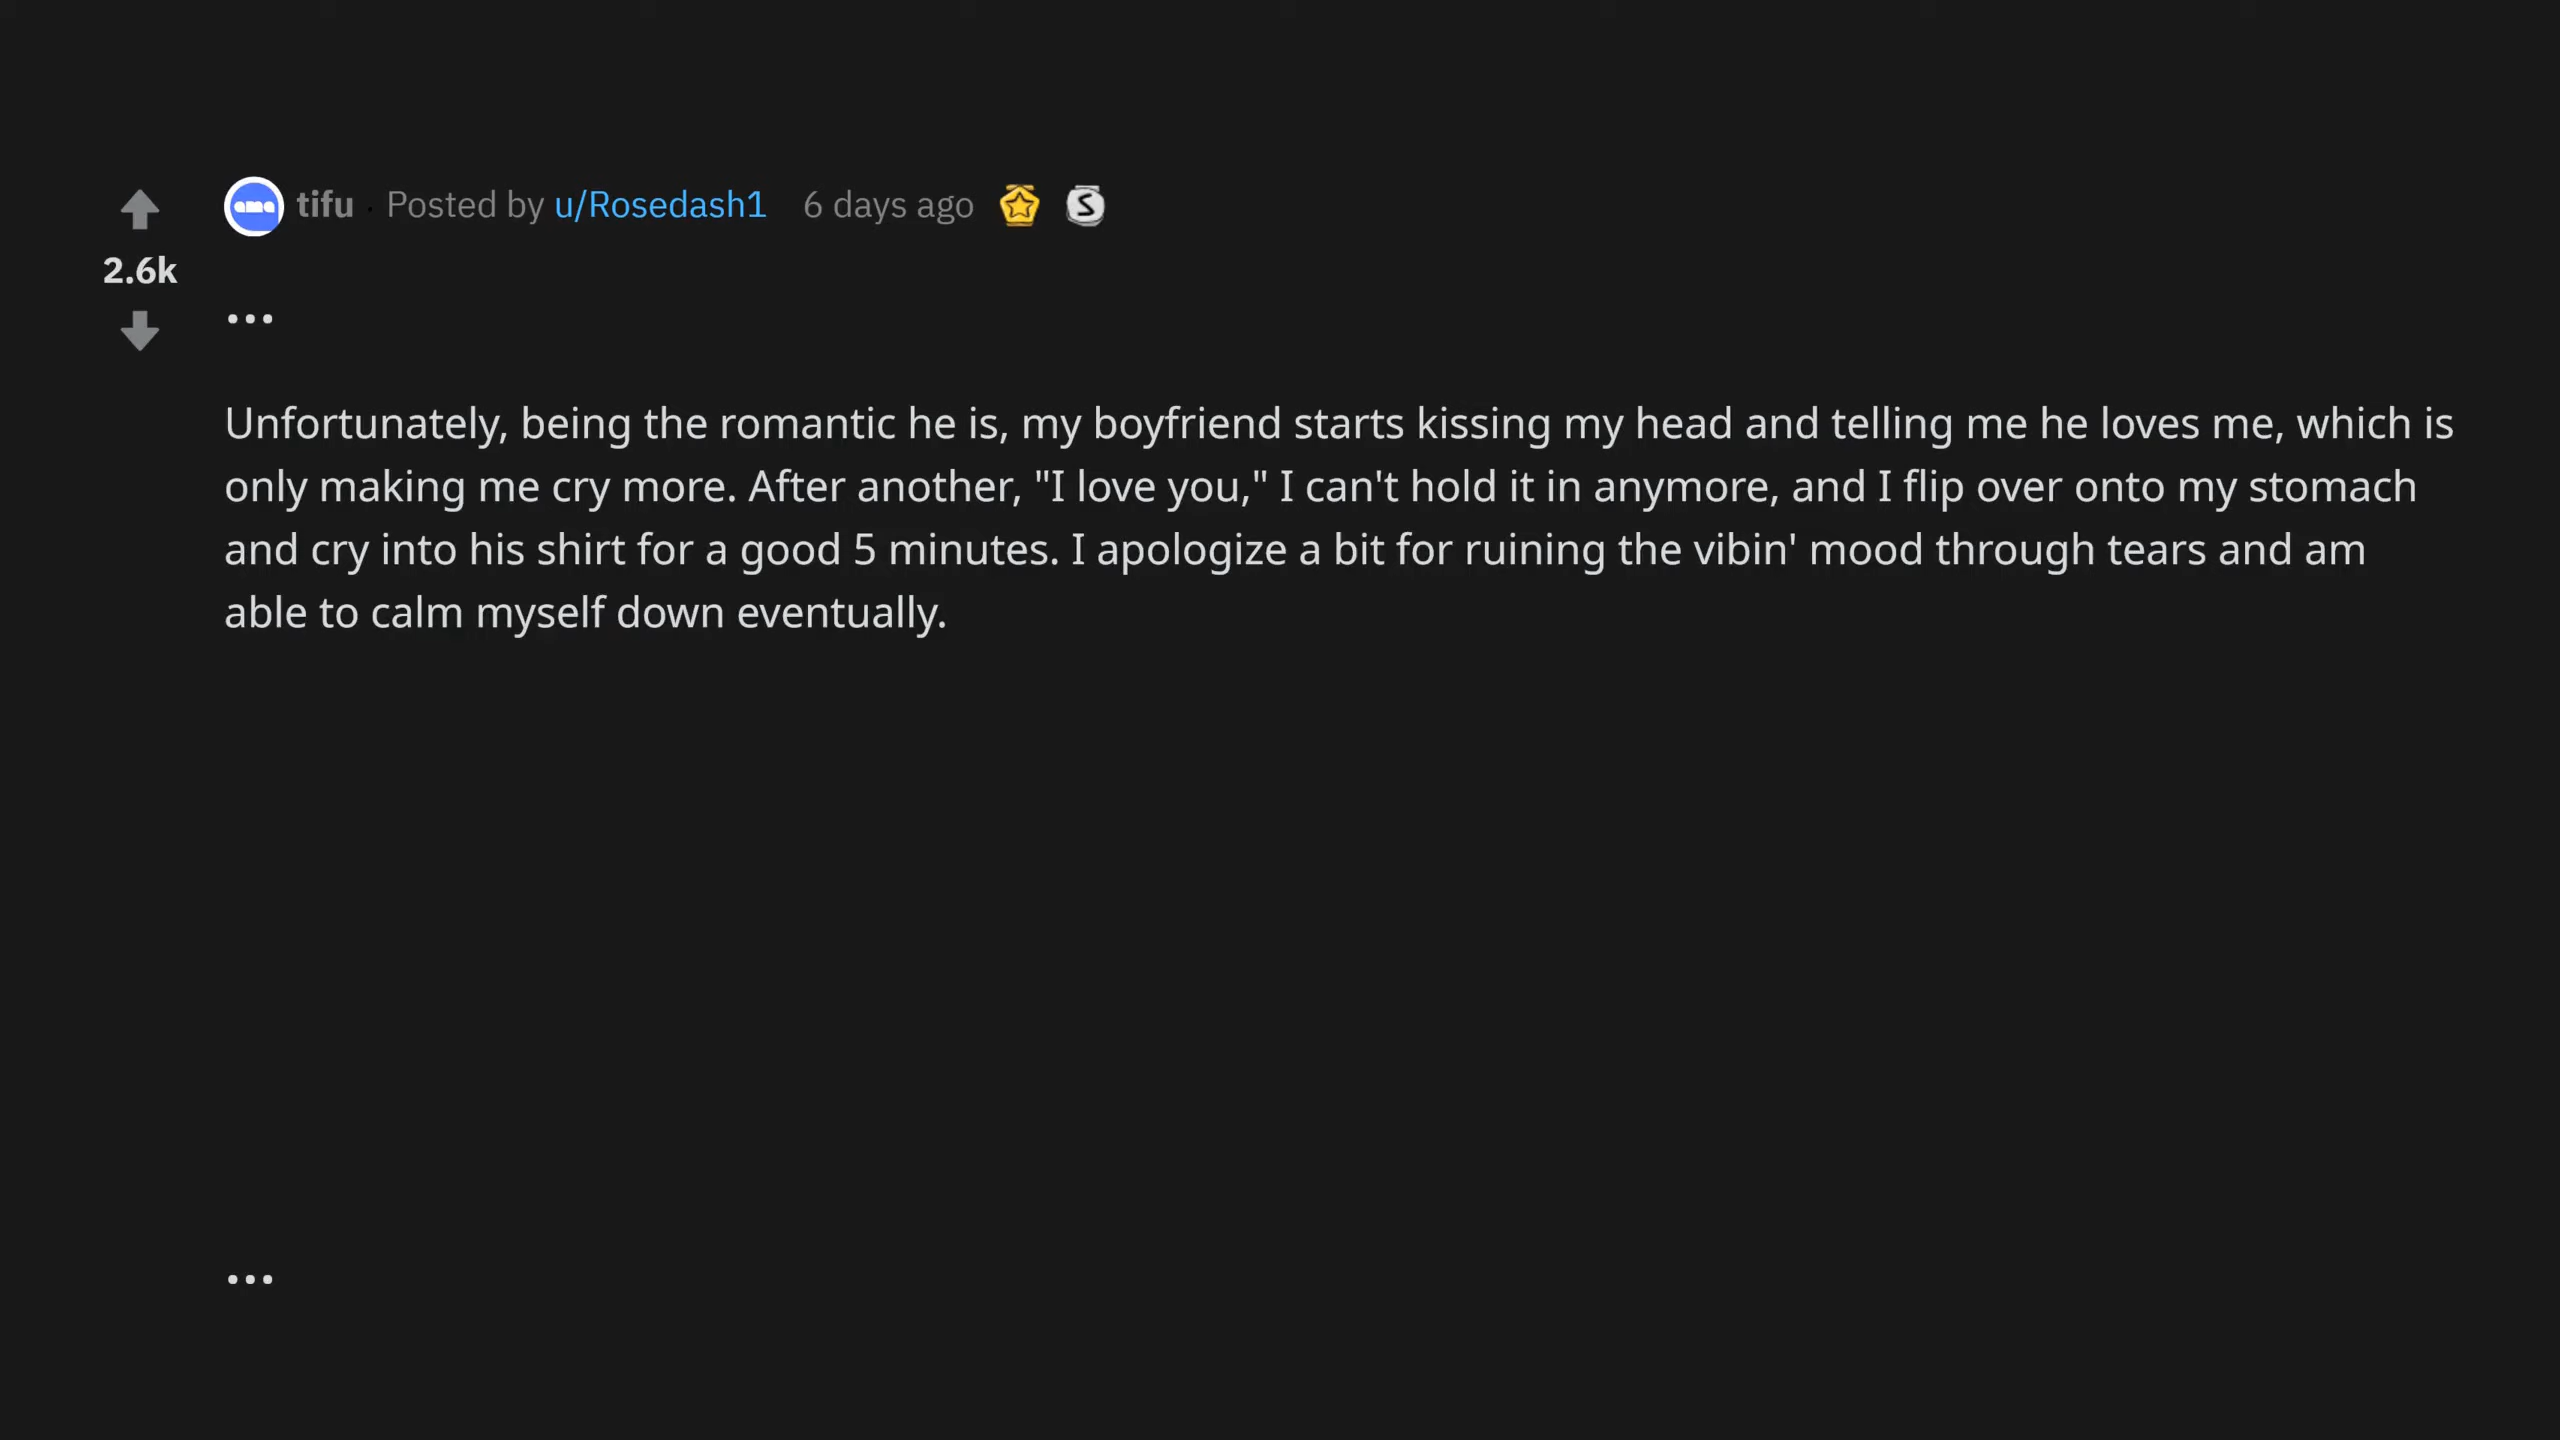 tifu · Posted by u/Rosedash1 6 days ago
2.6k
...
Unfortunately, being the romantic he is, my boyfriend starts kissing my head and telling me he loves me, which is
only making me cry more. After another, "I love you," I can't hold it in anymore, and I flip over onto my stomach
and cry into his shirt for a good 5 minutes. I apologize a bit for ruining the vibin' mood through tears and am
able to calm myself down eventually.
...